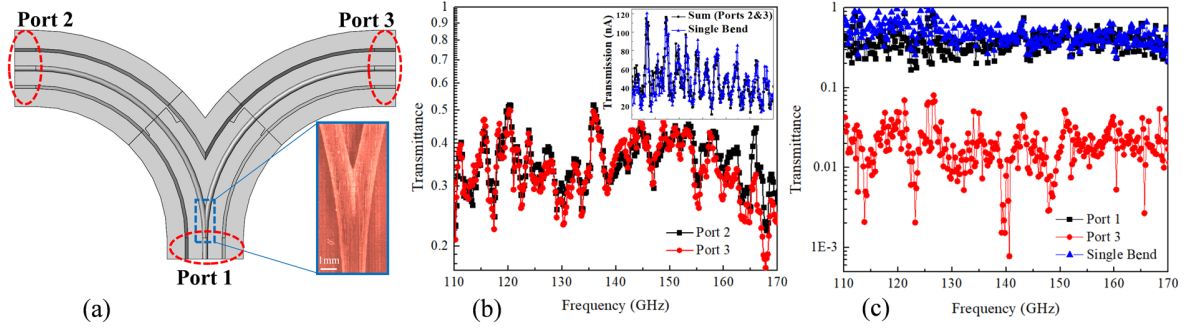 Port 2
Port 3
Port 1
1mm
(a)
Transmittance
0.5
0.4
0.3
0.2
0.5
0.6
0.7
0.8
0.9
1
110
120
130
140
150
160
170
Frequency (GHz)
Port 2
Port 3
Transmission (nA)
120
100
80
60
40
20
Sum (Ports 2&3)
Single Bend
(b)
Transmittance
1
0.1
0.01
1E-3
110
120
130
140
150
160
170
Frequency (GHz)
Port 1
Port 3
Single Bend
(c)